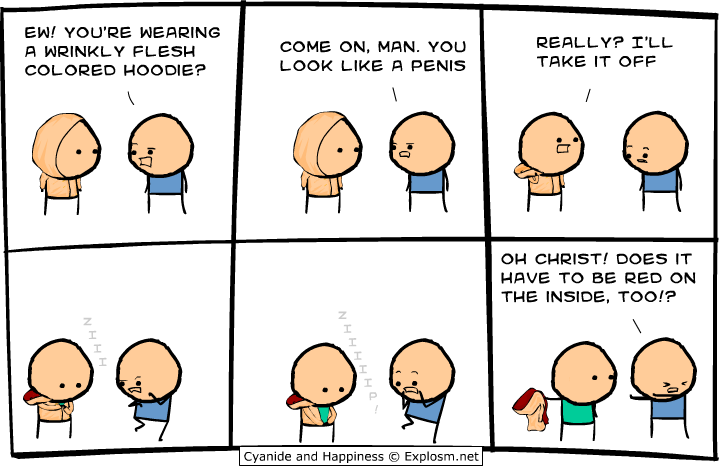 EW! YOU'RE WEARING
A WRINKLY FLESH
COLORED HOODIE?
COME ON, MAN. YOU
LOOK LIKE A PENIS
REALLY? I'LL
TAKE IT OFF
ZIII
ZIIIIIIP!
OH CHRIST! DOES IT
HAVE TO BE RED ON
THE INSIDE, TOO!?
Cyanide and Happiness © Explosm.net